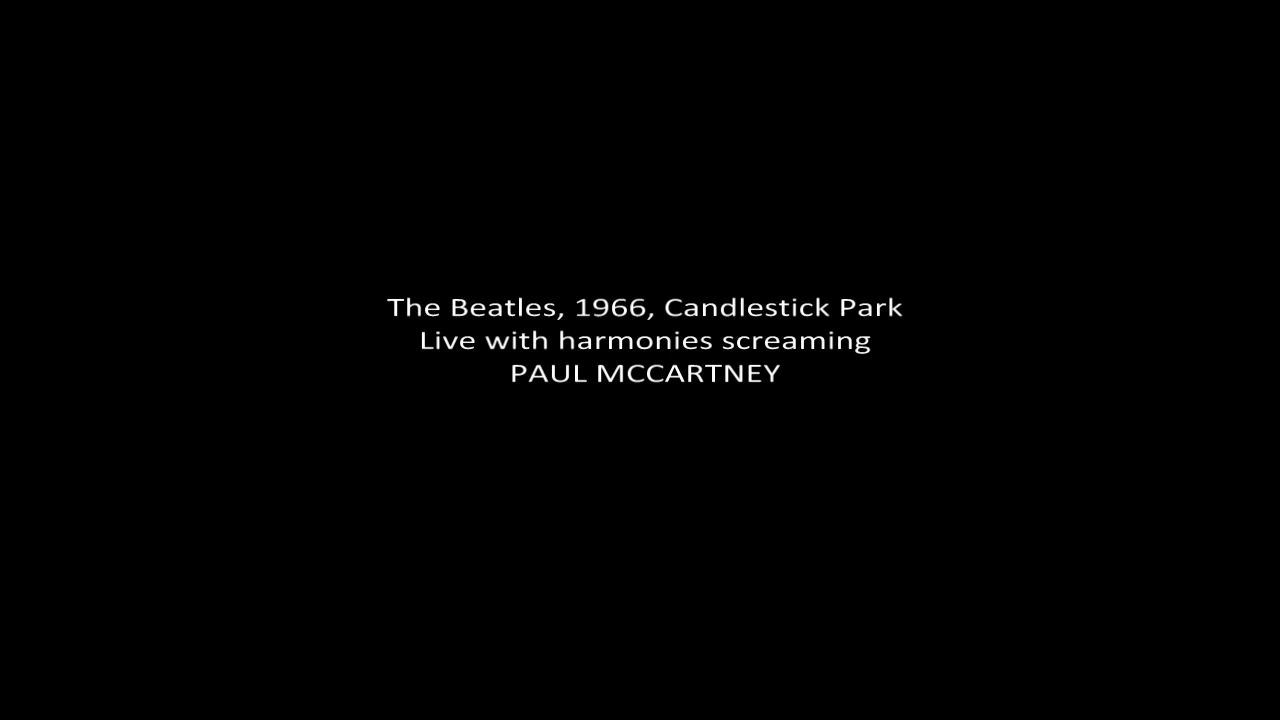 The Beatles, 1966, Candlestick Park
Live with harmonies screaming
PAUL MCCARTNEY